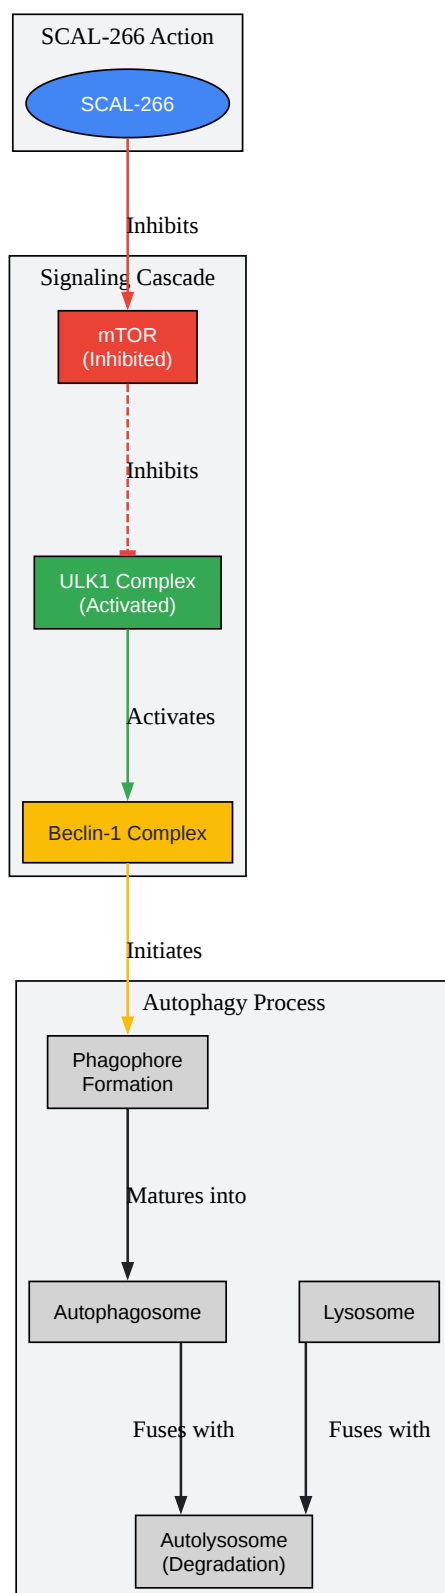 SCAL-266 Action
SCAL-266
Inhibits
Signaling Cascade
mTOR
(Inhibited)
Inhibits
ULK1 Complex
(Activated)
Activates
Beclin-1 Complex
Initiates
Autophagy Process
Phagophore
Formation
Matures into
Autophagosome
Lysosome
Fuses with
Fuses with
Autolysosome
(Degradation)